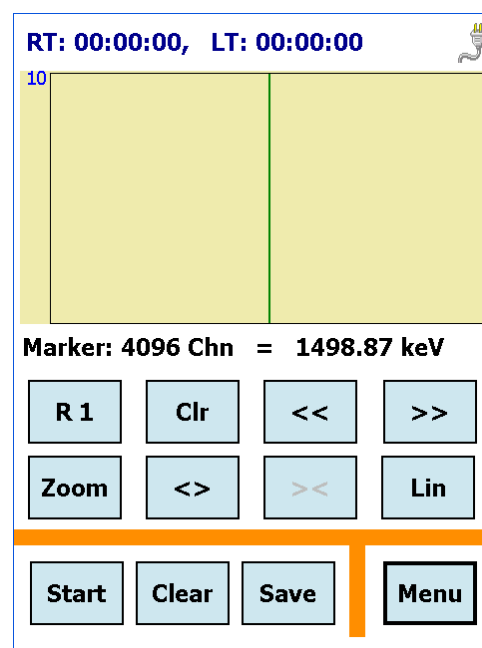 RT: 00:00:00, LT: 00:00:00
10
Marker: 4096 Chn = 1498.87 keV
R 1 Clr << >>
Zoom <> >< Lin
Start Clear Save Menu